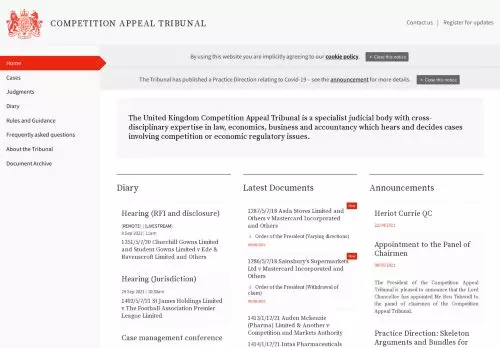 COMPETITION APPEAL TRIBUNAL
Contact us | Register for updates
By using this website you are implicitly agreeing to our cookie policy. × Close this notice
The Tribunal has published a Practice Direction relating to Covid-19 – see the announcement for more details. × Close this notice
Home
Cases
Judgments
Diary
Rules and Guidance
Frequently asked questions
About the Tribunal
Document Archive
The United Kingdom Competition Appeal Tribunal is a specialist judicial body with cross-
disciplinary expertise in law, economics, business and accountancy which hears and decides cases
involving competition or economic regulatory issues.
Diary
Hearing (RFI and disclosure)
[REMOTE] | [LIVESTREAM]
9 Sep 2021 | 11am
1351/5/7/20 Churchill Gowns Limited
and Student Gowns Limited v Ede &
Ravenscroft Limited and Others
Hearing (Jurisdiction)
24 Sep 2021 | 10:30am
1402/5/7/21 St James Holdings Limited
v The Football Association Premier
League Limited
Case management conference
Latest Documents
New
1287/5/7/18 Asda Stores Limited and
Others v Mastercard Incorporated
and Others
Order of the President (Varying directions)
New
1286/5/7/18 Sainsbury's Supermarkets
Ltd v Mastercard Incorporated and
Others
Order of the President (Withdrawal of
claim)
1413/1/12/21 Auden Mckenzie
(Pharma) Limited & Another v
Competition and Markets Authority
1414/1/12/21 Intas Pharmaceuticals
Announcements
Heriot Currie QC
Appointment to the Panel of
Chairmen
The President of the Competition Appeal
Tribunal is pleased to announce that the Lord
Chancellor has appointed Mr Ben Tidswell to
the panel of chairmen of the Competition
Appeal Tribunal.
Practice Direction: Skeleton
Arguments and Bundles for